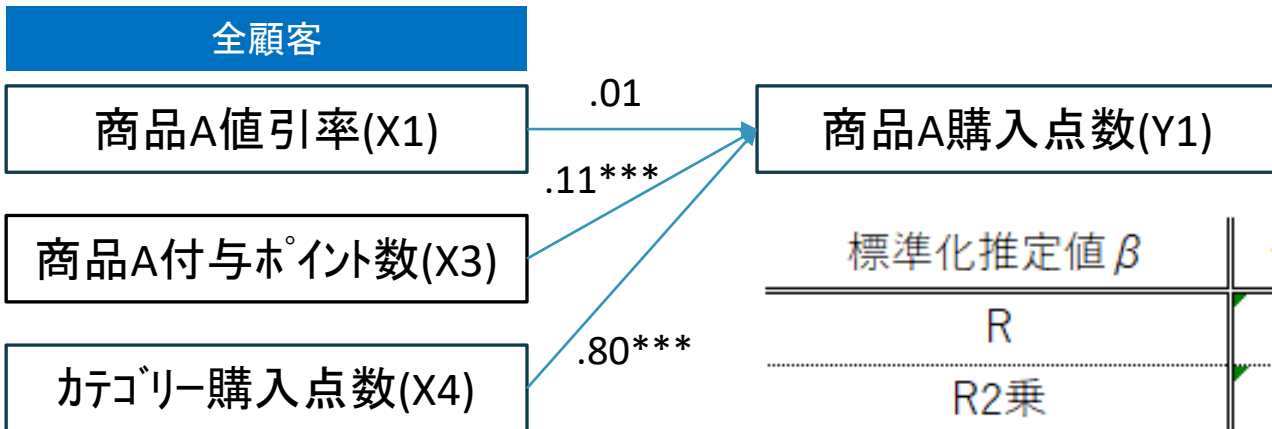 全顧客
商品A値引率(X1)
.01
商品A購入点数(Y1)
.11***
商品A付与ﾎﾟｲﾝﾄ数(X3)
標準化推定値β
R
.80***
ｶﾃｺﾞﾘｰ購入点数(X4)
R2乗